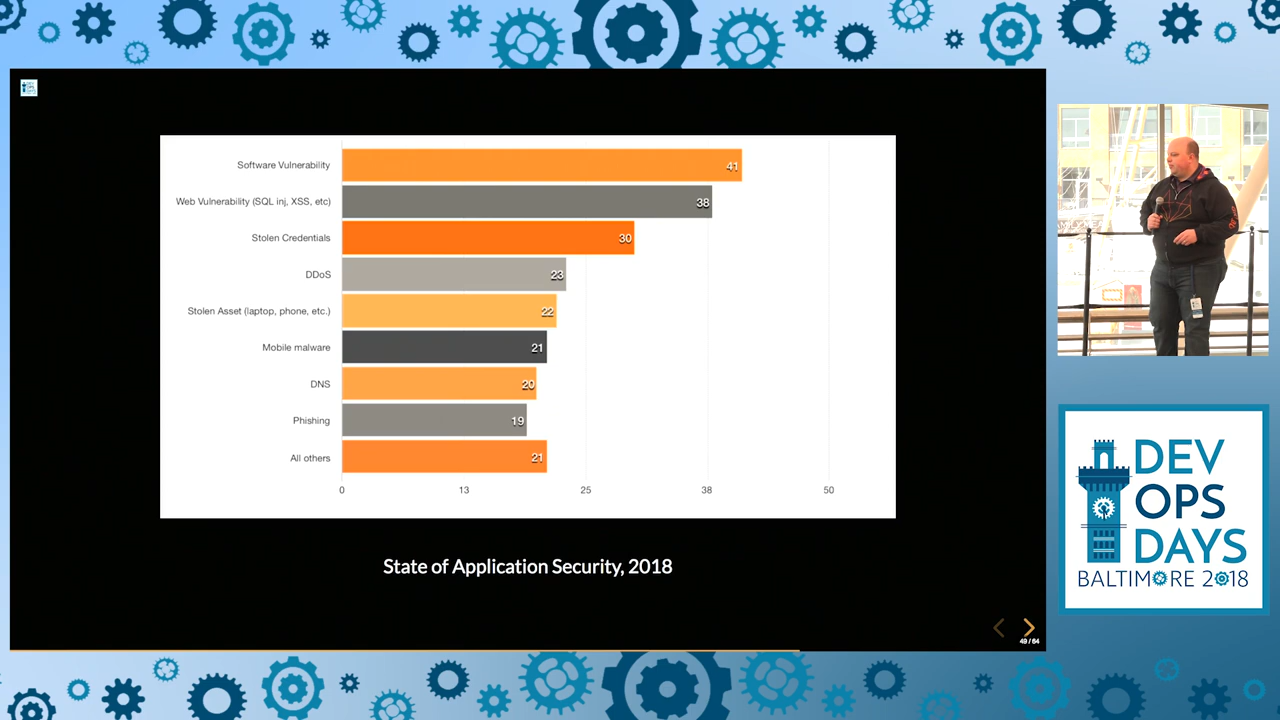 Software Vulnerability
41
Web Vulnerability (SQL inj, XSS, etc)
38
Stolen Credentials
30
DDoS
23
Stolen Asset (laptop, phone, etc.)
22
Mobile malware
21
DNS
20
Phishing
19
All others
21
0 13 25 38 50
State of Application Security, 2018
49 / 64
DEV
OPS
DAYS
BALTIMORE 2018